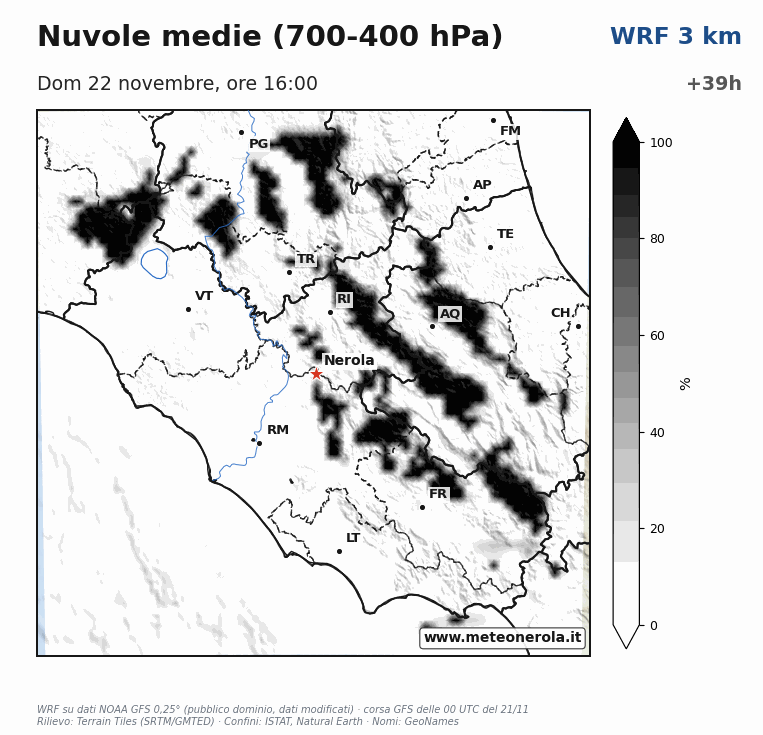 Nuvole medie (700-400 hPa)
WRF 3 km
Dom 22 novembre, ore 16:00
+39h
FM
PG
AP
TE
TR
VT
RI
AQ
CH
Nerola
RM
FR
LT
www.meteonerola.it
100
80
60
40
20
0
%
WRF su dati NOAA GFS 0,25° (pubblico dominio, dati modificati) · corsa GFS delle 00 UTC del 21/11
Rilievo: Terrain Tiles (SRTM/GMTED) · Confini: ISTAT, Natural Earth · Nomi: GeoNames